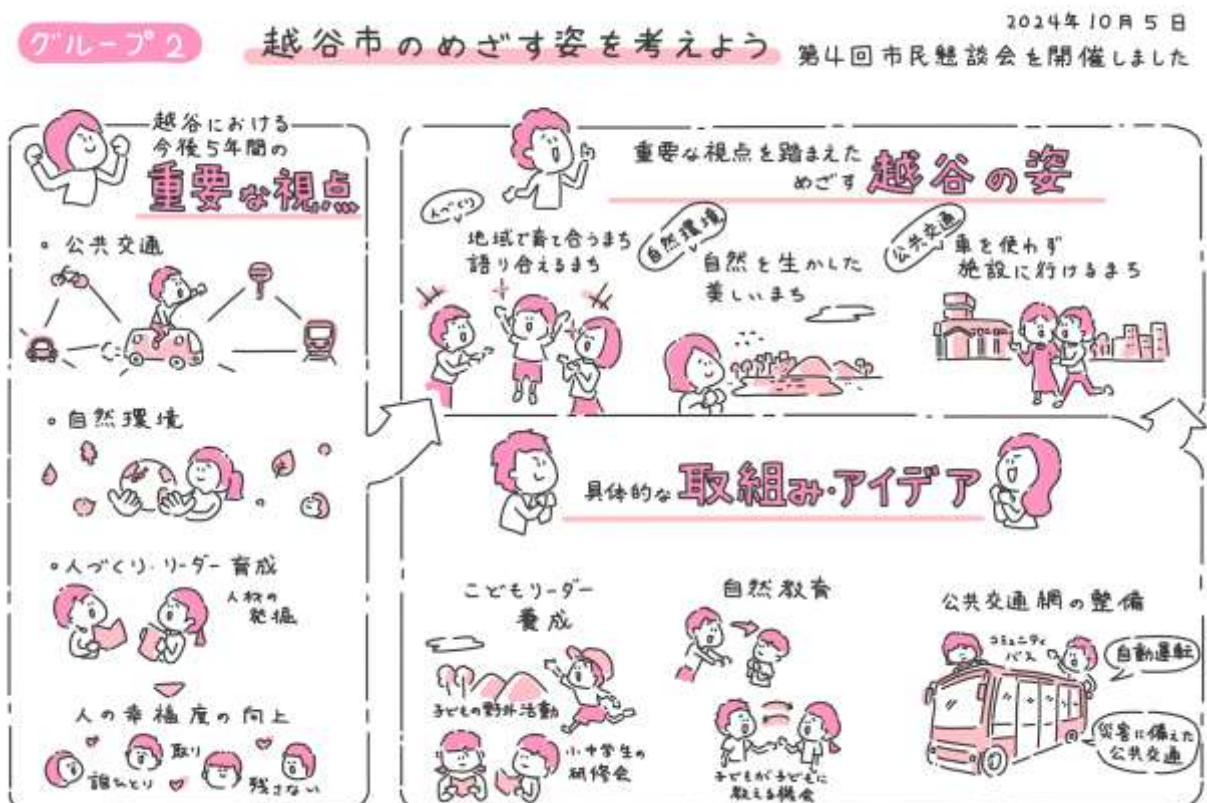 グループ2
越谷市のめざす姿を考えよう
2024年10月5日
第4回市民懇談会を開催しました
越谷における
今後5年間の
重要な視点
・公共交通
・自然環境
・人づくり・リーダー育成
人材の
発掘
人の幸福度の向上
誰ひとり
取り
残さない
重要な視点を踏まえた
めざす越谷の姿
人づくり
地域で育て合うまち
語り合えるまち
自然環境
自然を生かした
美しいまち
公共交通
車を使わず
施設に行けるまち
具体的な取組み・アイデア
こどもリーダー
養成
子どもの野外活動
小中学生の
研修会
自然教育
子どもが子どもに
教える機会
公共交通網の整備
コミュニティ
バス
自動運転
災害に備えた
公共交通